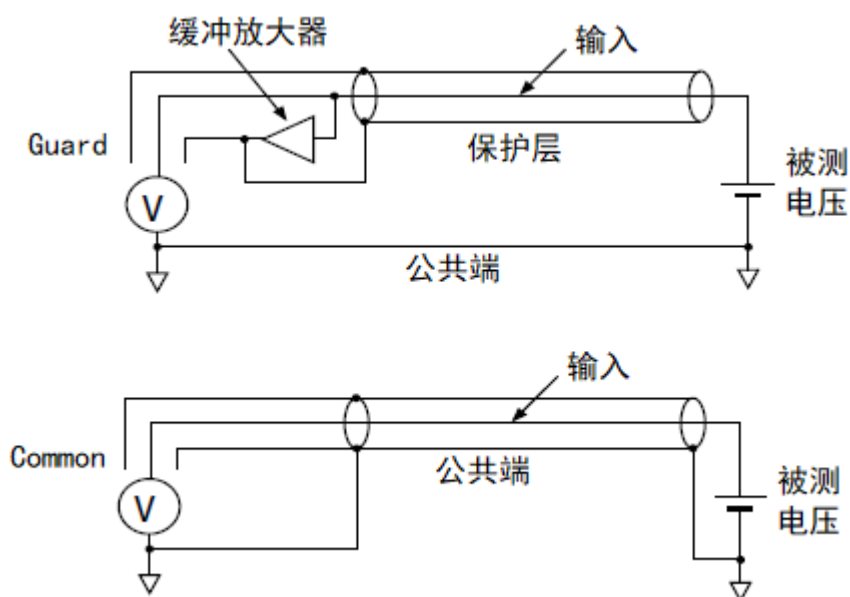 缓冲放大器
输入
Guard
保护层
V
被测
电压
公共端
输入
Common
公共端
V
被测
电压